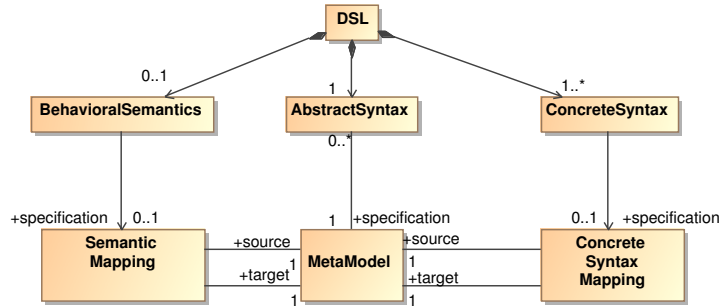 DSL
0..1
1
1..*
BehavioralSemantics
AbstractSyntax
ConcreteSyntax
0..*
+specification
0..1
1
+specification
0..1
+specification
Semantic
Mapping
+source
1
+target
1
MetaModel
+source
1
+target
1
Concrete
Syntax
Mapping